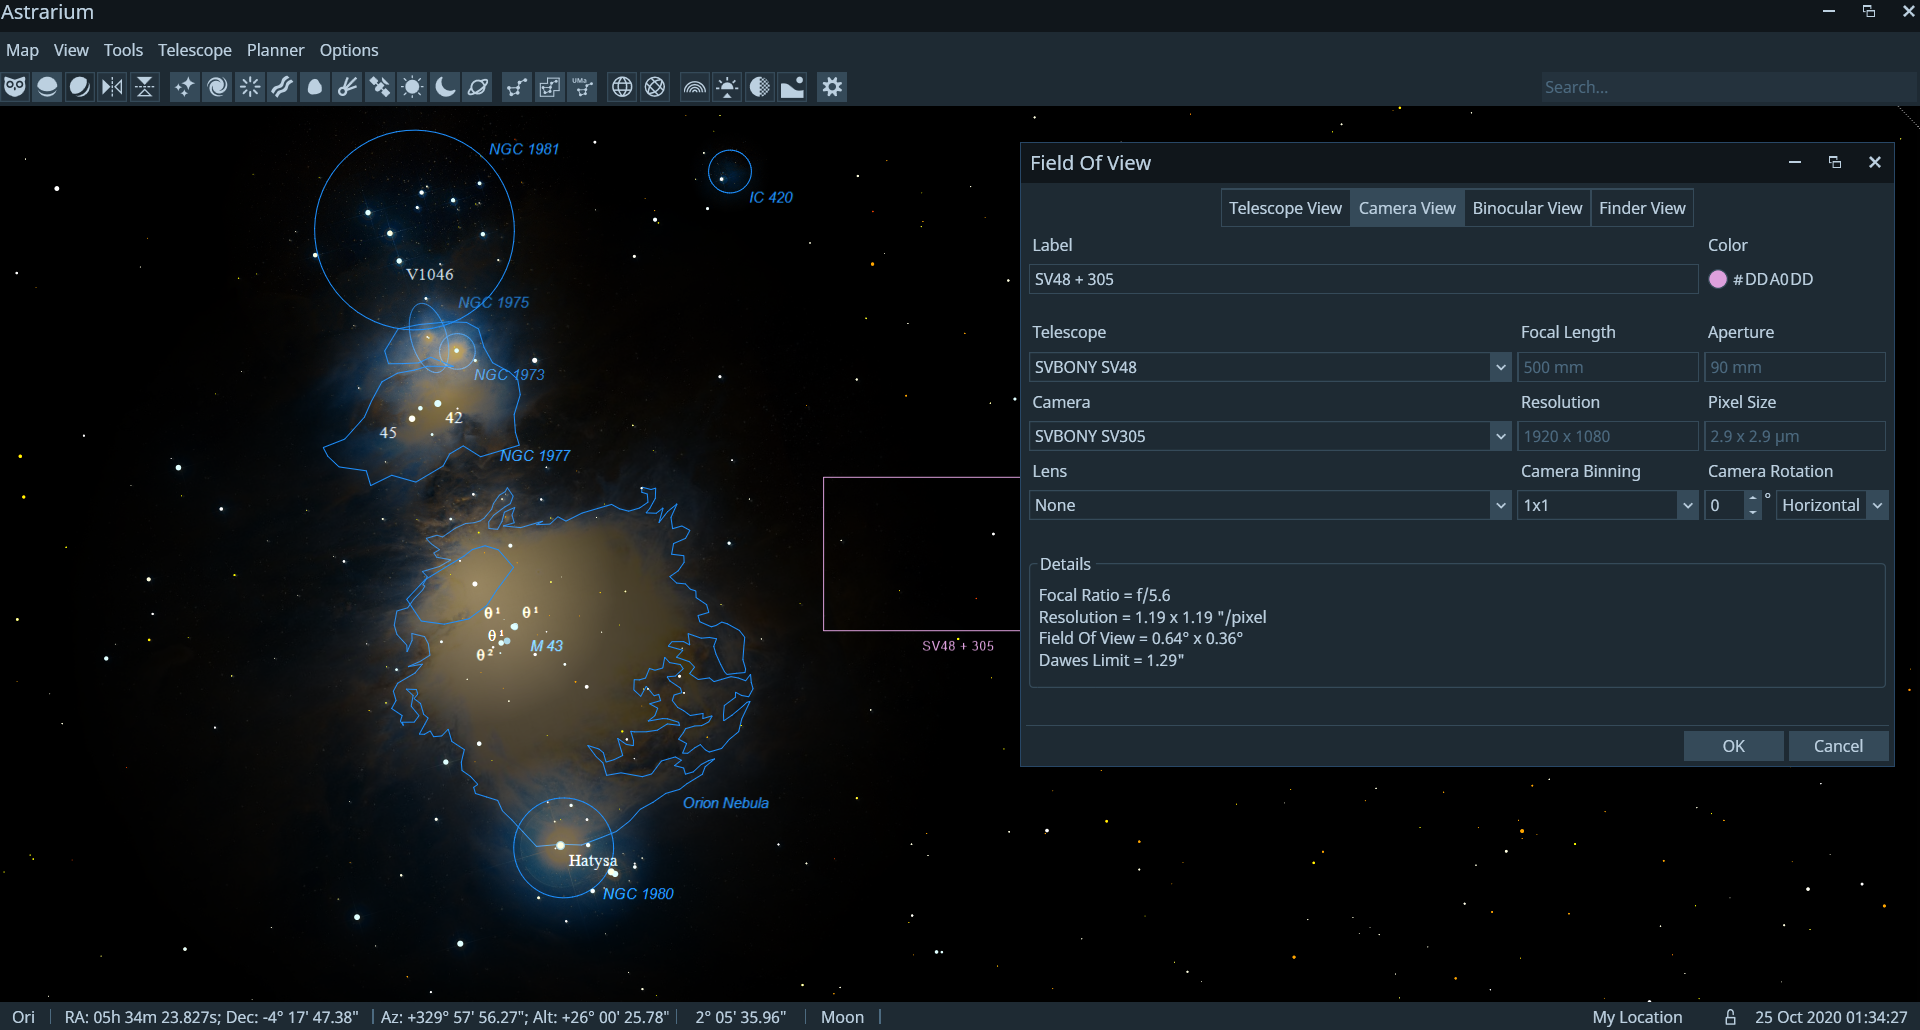 Astrarium
Map View Tools Telescope Planner Options
UMa
Search...
NGC 1981
IC 420
V1046
NGC 1975
NGC 1973
42
45
NGC 1977
θ¹ θ¹
θ¹
θ²
M 43
Orion Nebula
Hatysa
NGC 1980
SV48 + 305
Field Of View
Telescope View Camera View Binocular View Finder View
Label Color
SV48 + 305 #DDA0DD
Telescope Focal Length Aperture
SVBONY SV48 500 mm 90 mm
Camera Resolution Pixel Size
SVBONY SV305 1920 x 1080 2.9 x 2.9 µm
Lens Camera Binning Camera Rotation
None 1x1 0 ° Horizontal
Details
Focal Ratio = f/5.6
Resolution = 1.19 x 1.19 "/pixel
Field Of View = 0.64° x 0.36°
Dawes Limit = 1.29"
OK Cancel
Ori RA: 05h 34m 23.827s; Dec: -4° 17' 47.38" Az: +329° 57' 56.27"; Alt: +26° 00' 25.78" 2° 05' 35.96" Moon My Location 25 Oct 2020 01:34:27